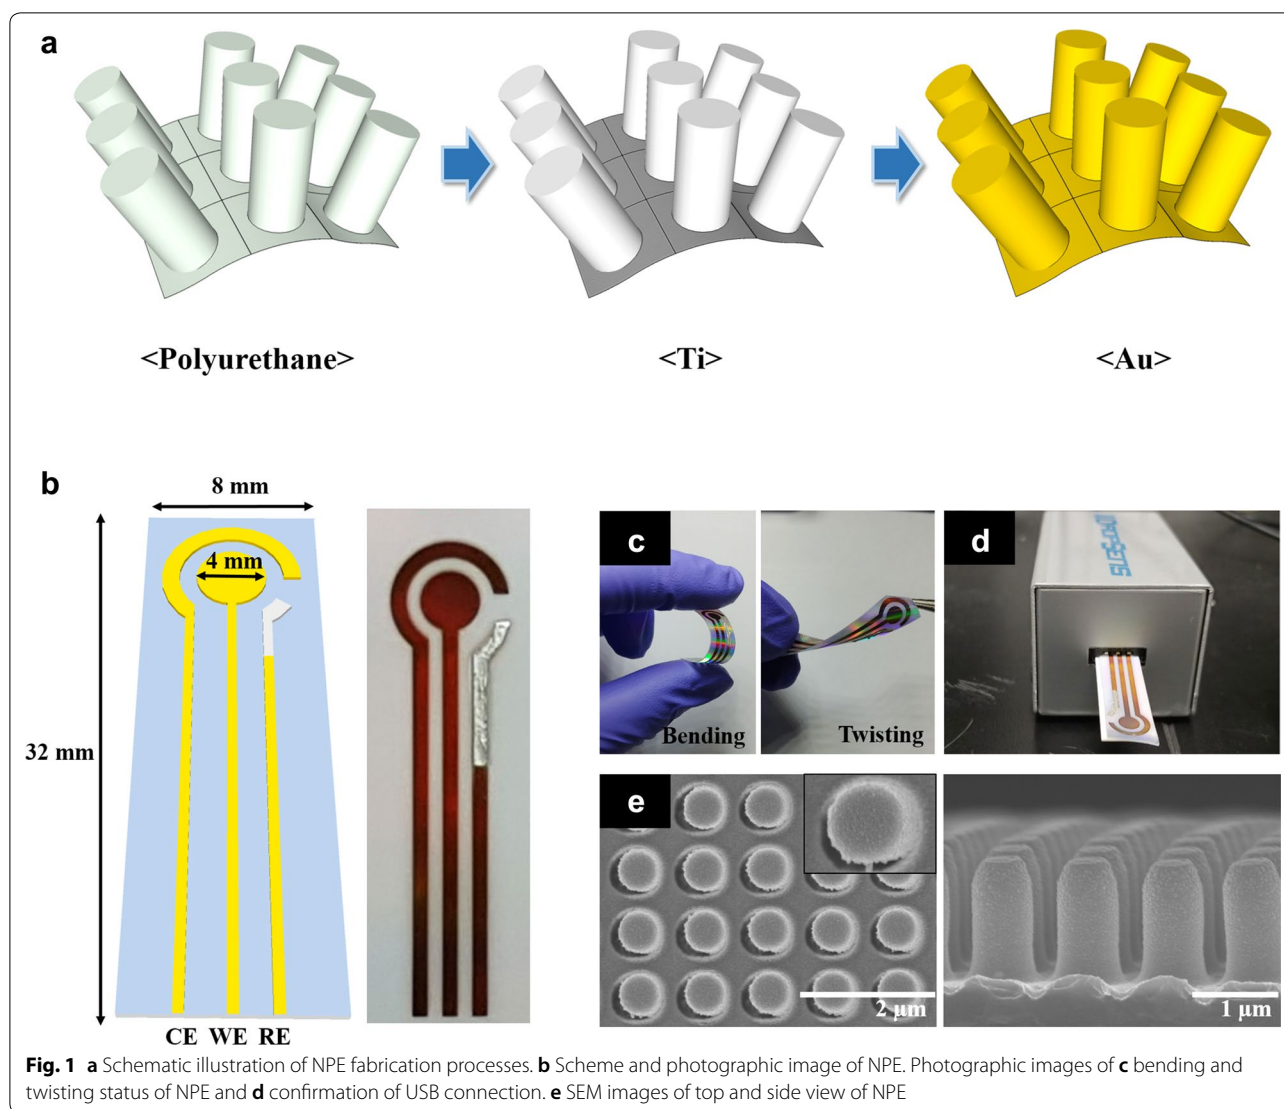 a
<Polyurethane>
<Ti>
<Au>
b
8 mm
4 mm
32 mm
CE WE RE
c
Bending
Twisting
d
DROPSENS
e
2 μm
1 μm
Fig. 1 a Schematic illustration of NPE fabrication processes. b Scheme and photographic image of NPE. Photographic images of c bending and
twisting status of NPE and d confirmation of USB connection. e SEM images of top and side view of NPE